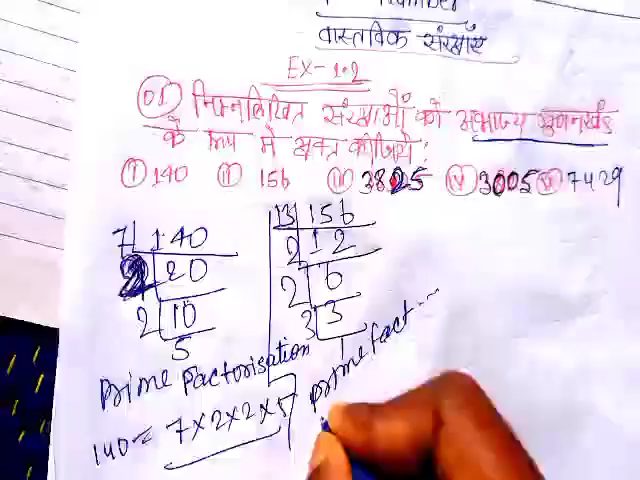 Number
वास्तविक संख्याएँ
EX-1.2
01 निम्नलिखित संख्याओं को अभाज्य गुणनखंड
के रूप में व्यक्त कीजिये:
(i) 140 (ii) 156 (iii) 3825 (iv) 3005 (v) 7429
7 140
2 20
2 10
5
13 156
2 12
2 6
3 3
1
Prime Factorisation
140 = 7×2×2×5
prime fact...